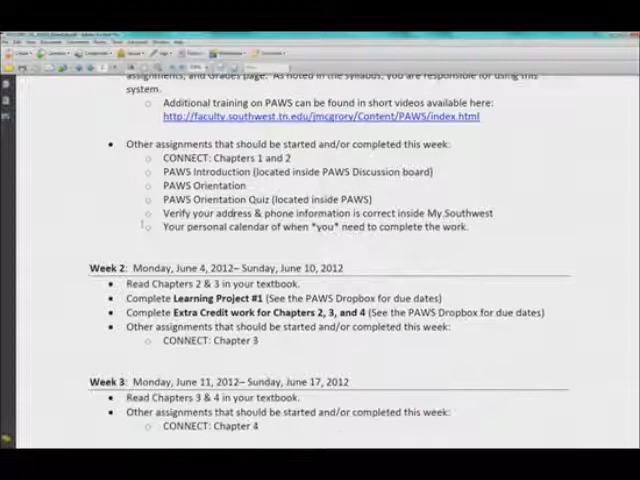 assignments, and Grades page. As noted in the syllabus, you are responsible for using this
system.
○ Additional training on PAWS can be found in short videos available here:
http://faculty.southwest.tn.edu/jmcgrory/Content/PAWS/index.html
• Other assignments that should be started and/or completed this week:
○ CONNECT: Chapters 1 and 2
○ PAWS Introduction (located inside PAWS Discussion board)
○ PAWS Orientation
○ PAWS Orientation Quiz (located inside PAWS)
○ Verify your address & phone information is correct inside My.Southwest
○ Your personal calendar of when *you* need to complete the work.
Week 2: Monday, June 4, 2012– Sunday, June 10, 2012
• Read Chapters 2 & 3 in your textbook.
• Complete Learning Project #1 (See the PAWS Dropbox for due dates)
• Complete Extra Credit work for Chapters 2, 3, and 4 (See the PAWS Dropbox for due dates)
• Other assignments that should be started and/or completed this week:
○ CONNECT: Chapter 3
Week 3: Monday, June 11, 2012– Sunday, June 17, 2012
• Read Chapters 3 & 4 in your textbook.
• Other assignments that should be started and/or completed this week:
○ CONNECT: Chapter 4